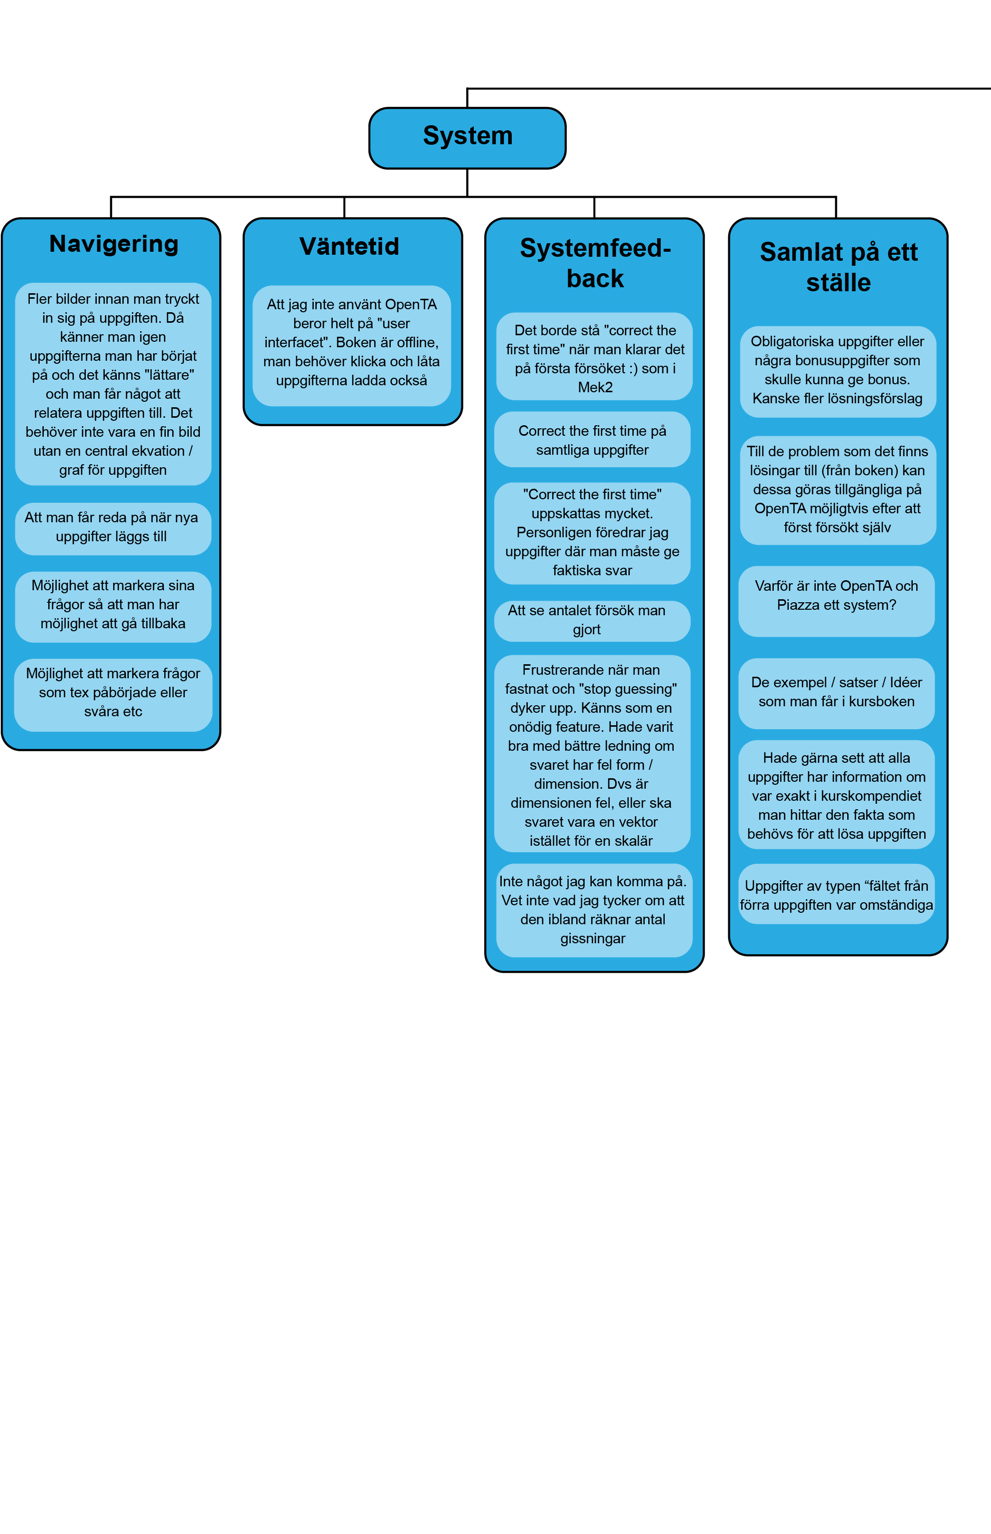 System
Navigering
Fler bilder innan man tryckt
in sig på uppgiften. Då
känner man igen
uppgifterna man har börjat
på och det känns "lättare"
och man får något att
relatera uppgiften till. Det
behöver inte vara en fin bild
utan en central ekvation /
graf för uppgiften
Att man får reda på när nya
uppgifter läggs till
Möjlighet att markera sina
frågor så att man har
möjlighet att gå tillbaka
Möjlighet att markera frågor
som tex påbörjade eller
svåra etc
Väntetid
Att jag inte använt OpenTA
beror helt på "user
interfacet". Boken är offline,
man behöver klicka och låta
uppgifterna ladda också
Systemfeed-
back
Det borde stå "correct the
first time" när man klarar det
på första försöket :) som i
Mek2
Correct the first time på
samtliga uppgifter
"Correct the first time"
uppskattas mycket.
Personligen föredrar jag
uppgifter där man måste ge
faktiska svar
Att se antalet försök man
gjort
Frustrerande när man
fastnat och "stop guessing"
dyker upp. Känns som en
onödig feature. Hade varit
bra med bättre ledning om
svaret har fel form /
dimension. Dvs är
dimensionen fel, eller ska
svaret vara en vektor
istället för en skalär
Inte något jag kan komma på.
Vet inte vad jag tycker om att
den ibland räknar antal
gissningar
Samlat på ett
ställe
Obligatoriska uppgifter eller
några bonusuppgifter som
skulle kunna ge bonus.
Kanske fler lösningsförslag
Till de problem som det finns
lösingar till (från boken) kan
dessa göras tillgängliga på
OpenTA möjligtvis efter att
först försökt själv
Varför är inte OpenTA och
Piazza ett system?
De exempel / satser / Idéer
som man får i kursboken
Hade gärna sett att alla
uppgifter har information om
var exakt i kurskompendiet
man hittar den fakta som
behövs för att lösa uppgiften
Uppgifter av typen “fältet från
förra uppgiften var omständiga